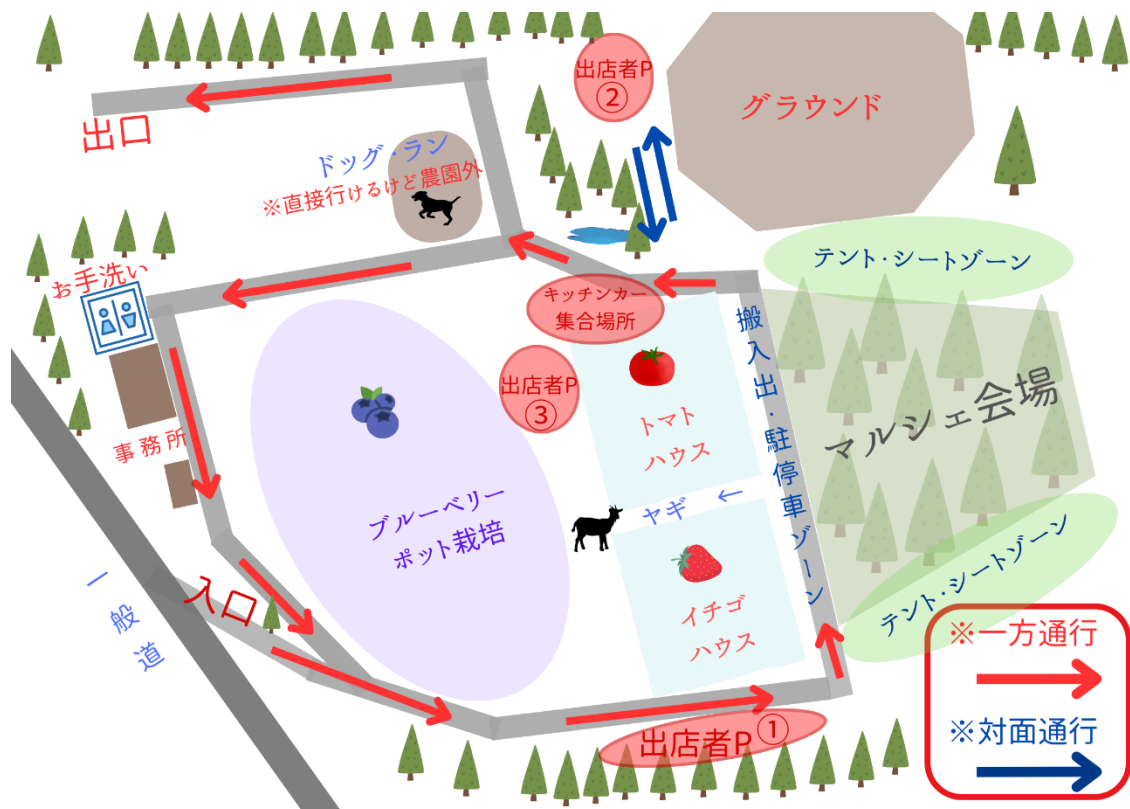 出店者P
②
グラウンド
出口
ドッグ・ラン
※直接行けるけど農園外
テント・シートゾーン
お手洗い
キッチンカー
集合場所
搬入出・駐停車ゾーン
出店者P
③
マルシェ会場
トマト
ハウス
事務所
ブルーベリー
ポット栽培
ヤギ ←
テント・シートゾーン
一般道
入口
イチゴ
ハウス
※一方通行
※対面通行
出店者P①